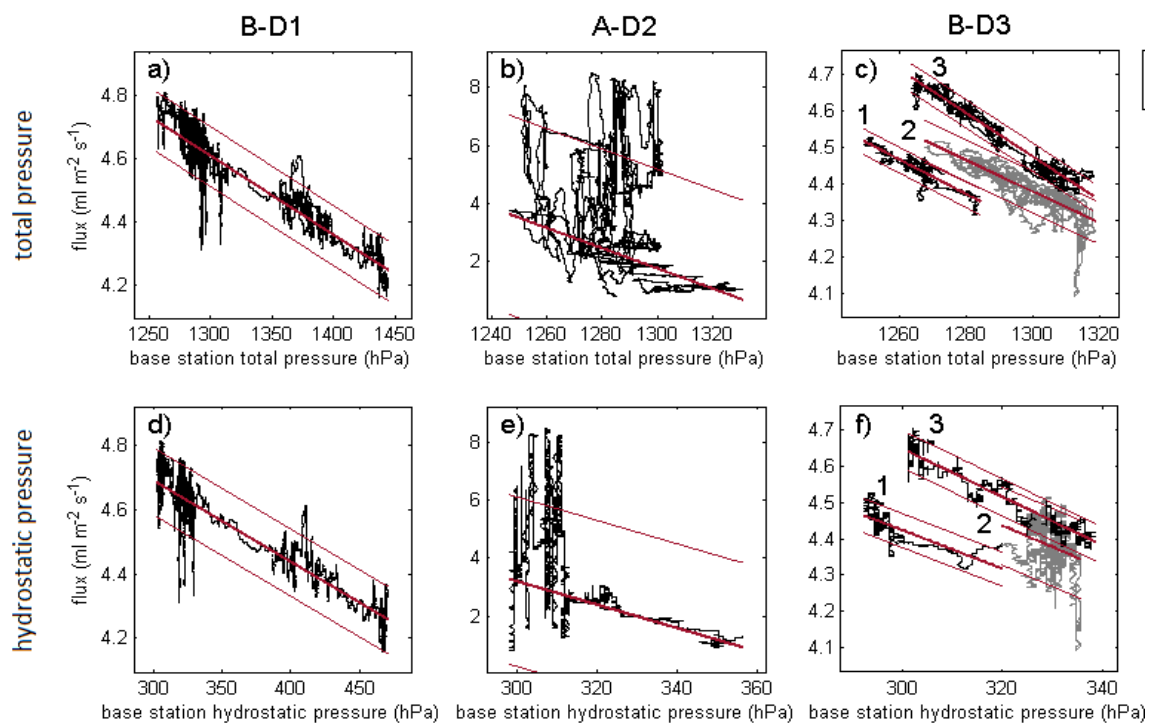 B-D1 A-D2 B-D3
total pressure
flux (ml m⁻² s⁻¹)
a) b) c)
4.8 4.6 4.4 4.2
8 6 4 2
4.7 4.6 4.5 4.4 4.3 4.2 4.1
3
1
2
1250 1300 1350 1400 1450
1240 1260 1280 1300 1320
1260 1280 1300 1320
base station total pressure (hPa) base station total pressure (hPa) base station total pressure (hPa)
hydrostatic pressure
flux (ml m⁻² s⁻¹)
d) e) f)
4.8 4.6 4.4 4.2
8 6 4 2
4.7 4.6 4.5 4.4 4.3 4.2 4.1
3
1
2
300 350 400 450
300 320 340 360
300 320 340
base station hydrostatic pressure (hPa) base station hydrostatic pressure (hPa) base station hydrostatic pressure (hPa)